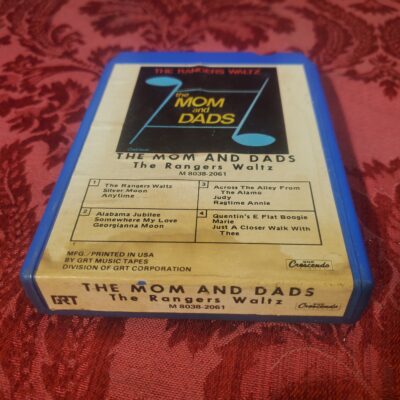 THE RANGERS WALTZ
the
MOM
and
DADS
THE MOM AND DADS
The Rangers Waltz
M 8038-2061
1
The Rangers Waltz
Silver Moon
Anytime
2
Alabama Jubilee
Somewhere My Love
Georgianna Moon
3
Across The Alley From
The Alamo
Judy
Ragtime Annie
4
Quentin's E Flat Boogie
Marie
Just A Closer Walk With
Thee
MFG./PRINTED IN USA
BY GRT MUSIC TAPES
DIVISION OF GRT CORPORATION
Crescendo
GRT
THE MOM AND DADS
The Rangers Waltz
M 8038-2061
Crescendo